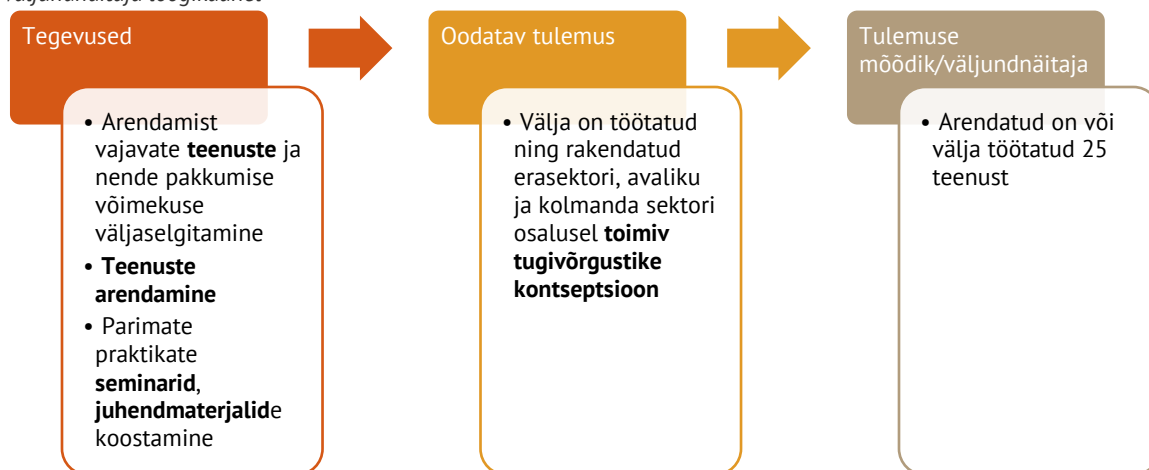 Tegevused
• Arendamist
vajavate teenuste ja
nende pakkumise
võimekuse
väljaselgitamine
• Teenuste
arendamine
• Parimate
praktikate
seminarid,
juhendmaterjalide
koostamine
Oodatav tulemus
• Välja on töötatud
ning rakendatud
erasektori, avaliku
ja kolmanda sektori
osalusel toimiv
tugivõrgustike
kontseptsioon
Tulemuse
mõõdik/väljundnäitaja
• Arendatud on või
välja töötatud 25
teenust